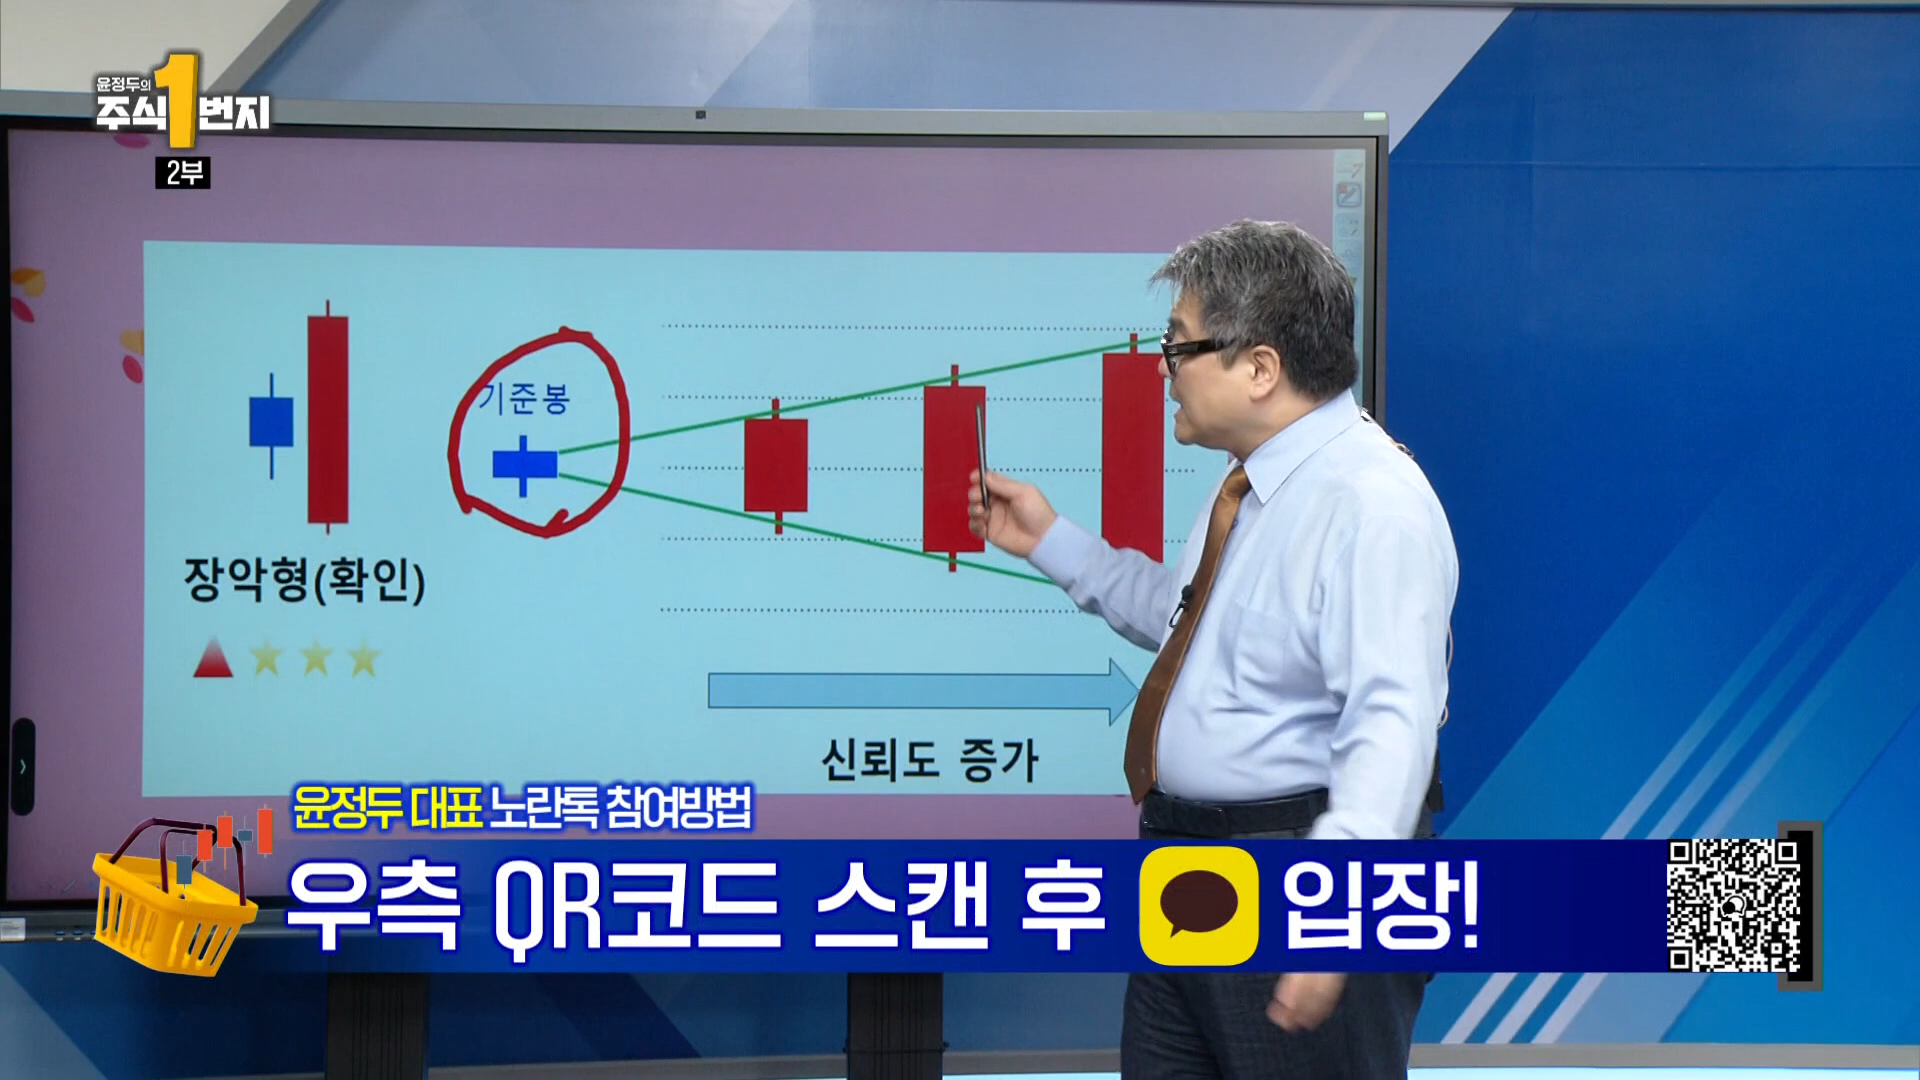 윤정두의
주식1번지
2부
기준봉
장악형(확인)
신뢰도 증가
윤정두 대표 노란톡 참여방법
우측 QR코드 스캔 후 입장!